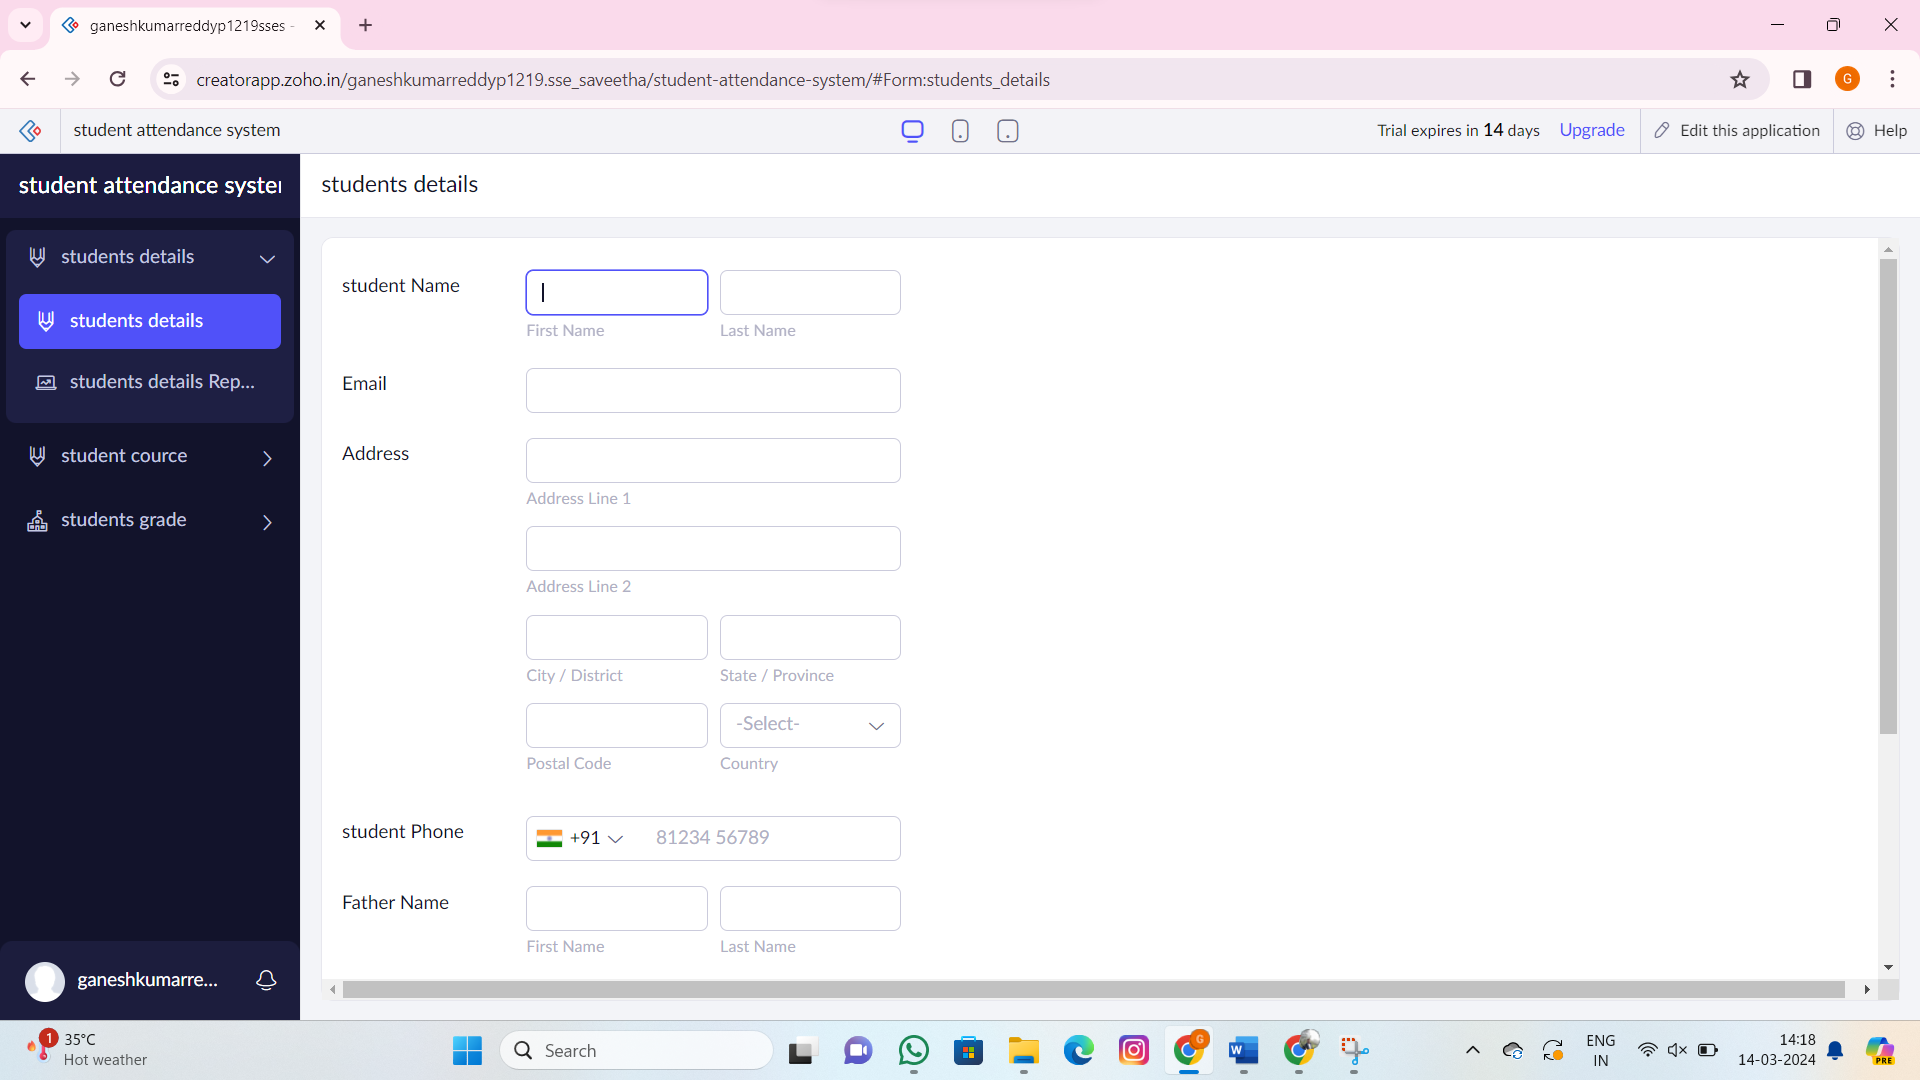 ganeshkumarreddyp1219sses -
creatorapp.zoho.in/ganeshkumarreddyp1219.sse_saveetha/student-attendance-system/#Form:students_details
G
student attendance system
Trial expires in 14 days
Upgrade
Edit this application
Help
student attendance syster
students details
students details
students details
students details Rep...
student cource
students grade
ganeshkumarre...
student Name
First Name
Last Name
Email
Address
Address Line 1
Address Line 2
City / District
State / Province
-Select-
Postal Code
Country
student Phone
+91
81234 56789
Father Name
First Name
Last Name
1
35°C
Hot weather
Search
G
W
ENG
IN
14:18
14-03-2024
PRE